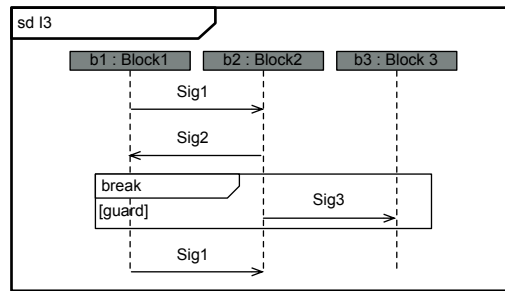 sd I3
b1 : Block1 b2 : Block2 b3 : Block 3
Sig1
Sig2
break
[guard] Sig3
Sig1